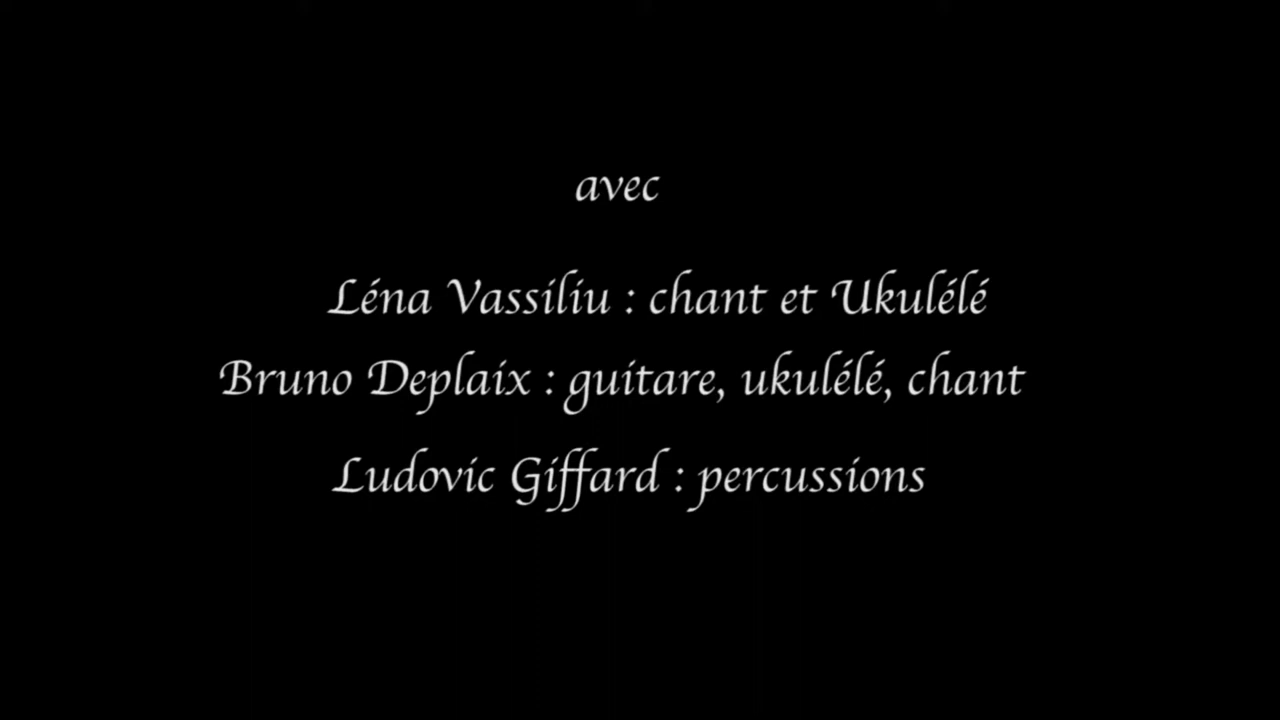 avec
Léna Vassiliu : chant et Ukulélé
Bruno Deplaix : guitare, ukulélé, chant
Ludovic Giffard : percussions